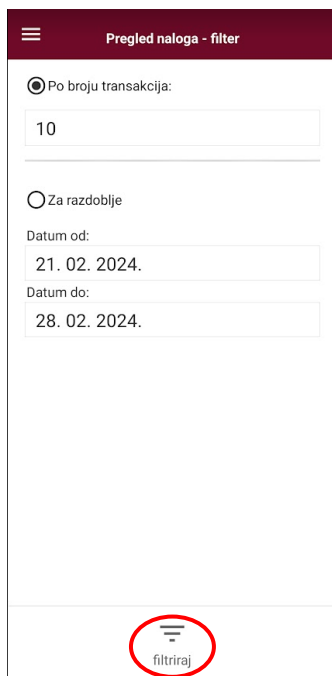 Pregled naloga - filter
Po broju transakcija:
10
Za razdoblje
Datum od:
21. 02. 2024.
Datum do:
28. 02. 2024.
filtriraj